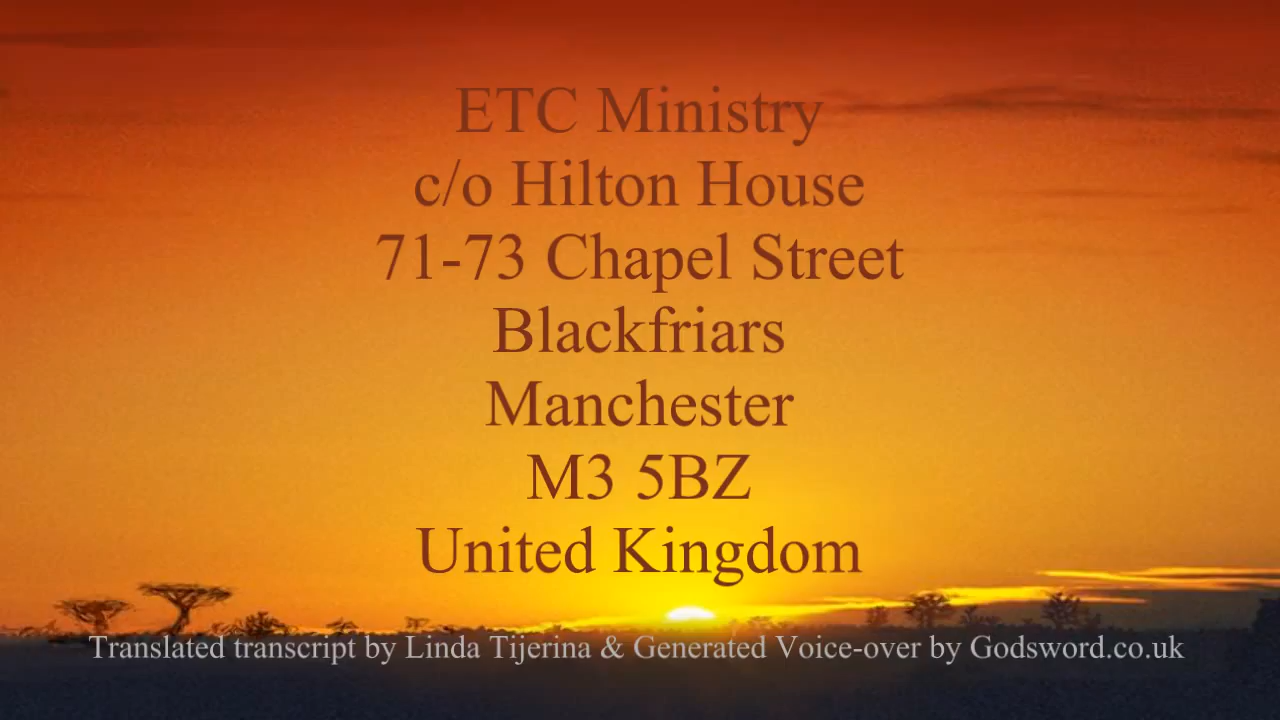 ETC Ministry
c/o Hilton House
71-73 Chapel Street
Blackfriars
Manchester
M3 5BZ
United Kingdom
Translated transcript by Linda Tijerina & Generated Voice-over by Godsword.co.uk